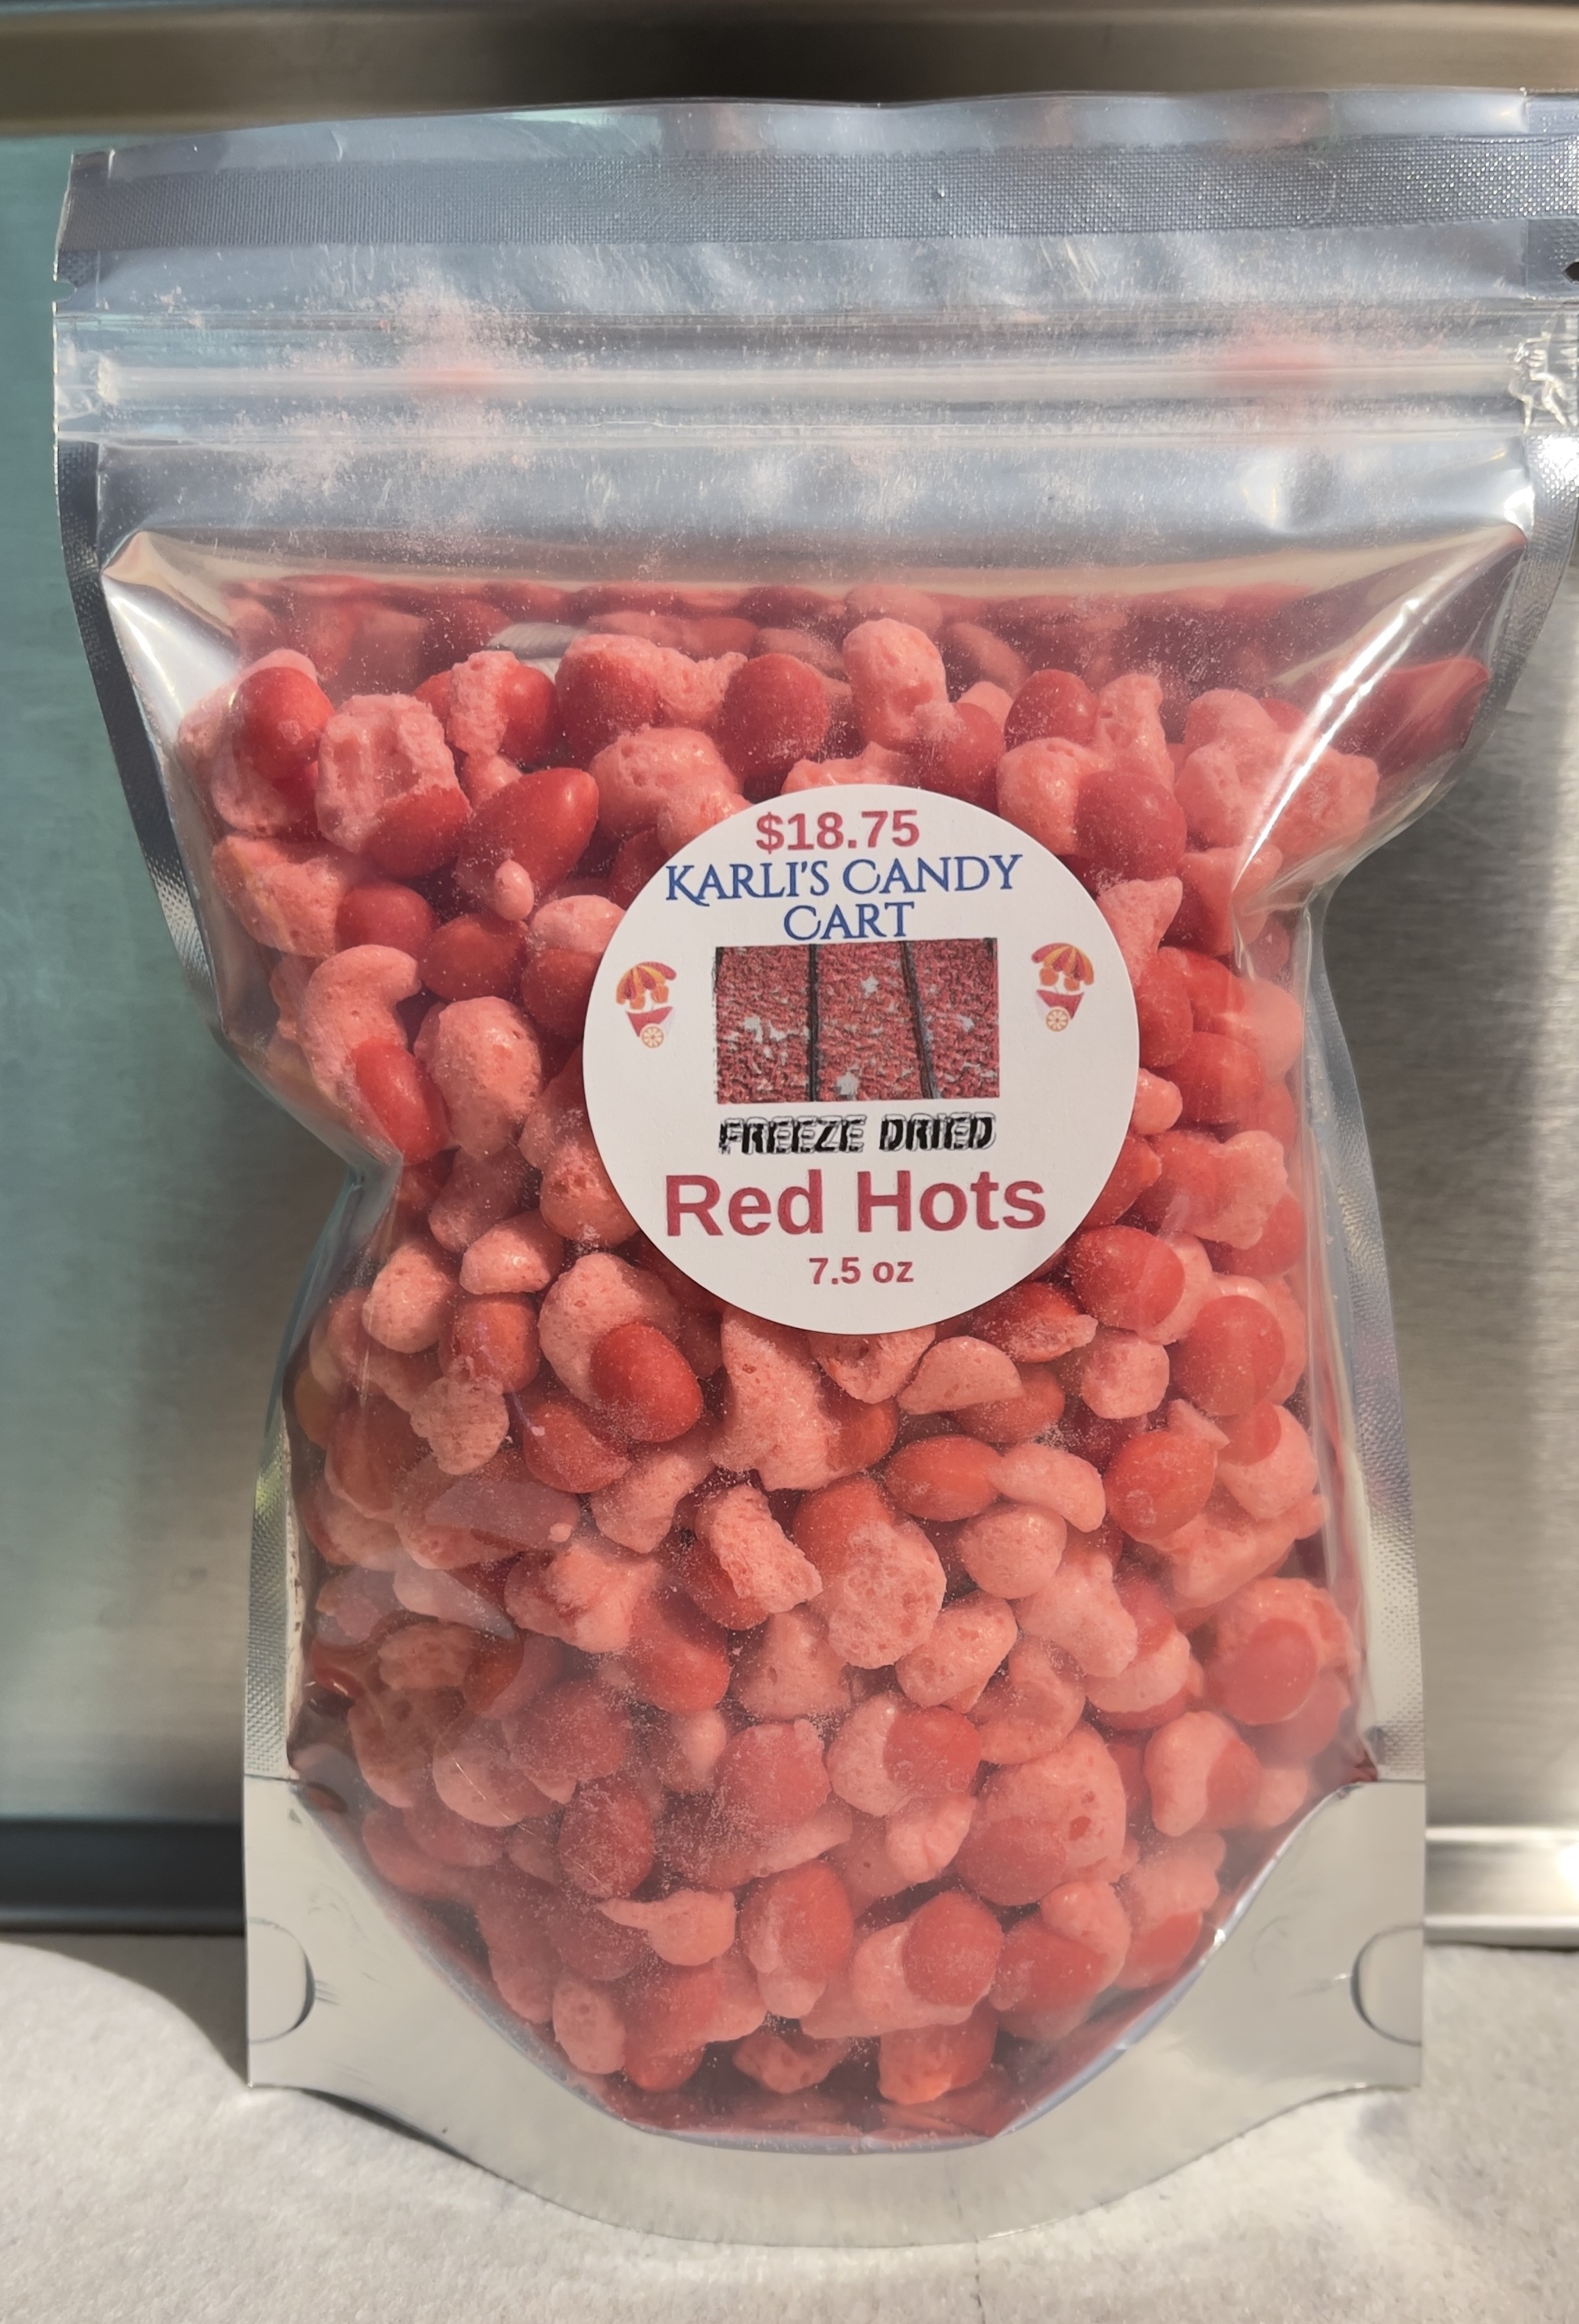 $18.75
KARLI'S CANDY
CART
FREEZE DRIED
Red Hots
7.5 oz